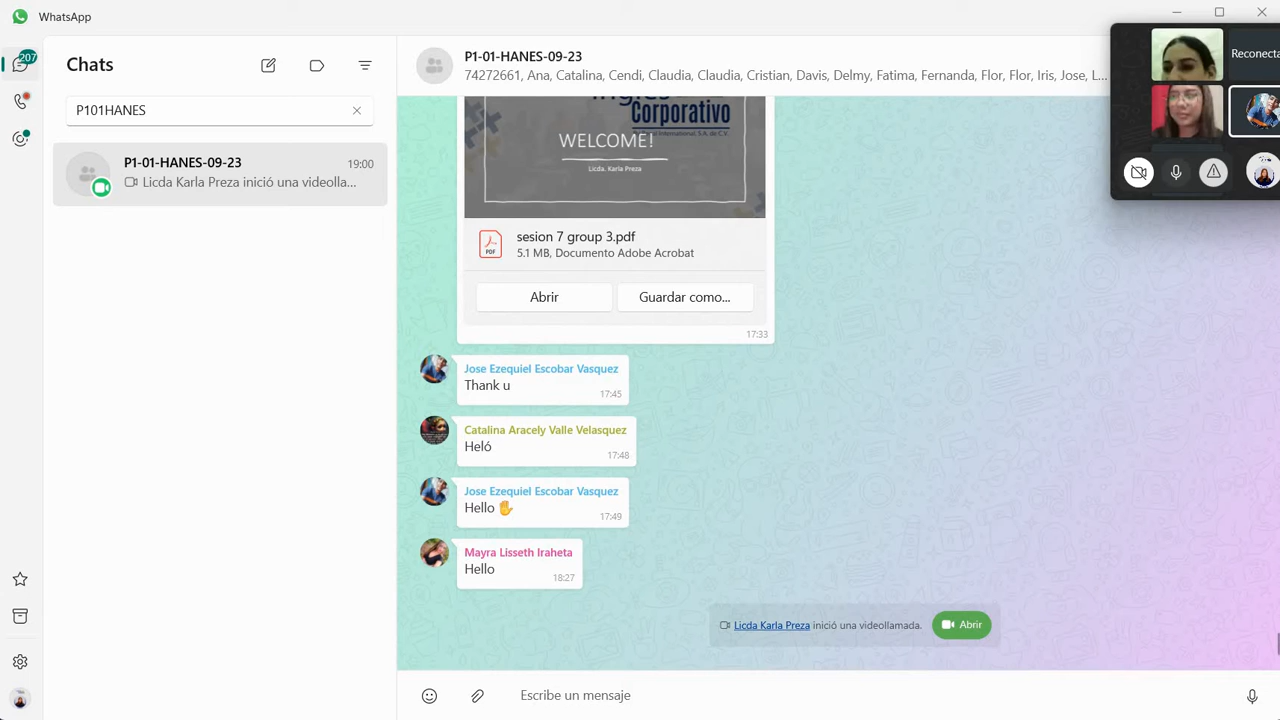 WhatsApp
207
Chats
P101HANES
P1-01-HANES-09-23
19:00
Licda Karla Preza inició una videolla...
P1-01-HANES-09-23
74272661, Ana, Catalina, Cendi, Claudia, Claudia, Cristian, Davis, Delmy, Fatima, Fernanda, Flor, Flor, Iris, Jose, L...
Reconecta
Inglés
Corporativo
International, S.A. de C.V.
WELCOME!
Licda. Karla Preza
PDF
sesion 7 group 3.pdf
5.1 MB, Documento Adobe Acrobat
Abrir
Guardar como...
17:33
Jose Ezequiel Escobar Vasquez
Thank u
17:45
Catalina Aracely Valle Velasquez
Heló
17:48
Jose Ezequiel Escobar Vasquez
Hello ✋
17:49
Mayra Lisseth Iraheta
Hello
18:27
Licda Karla Preza inició una videollamada.
Abrir
Escribe un mensaje